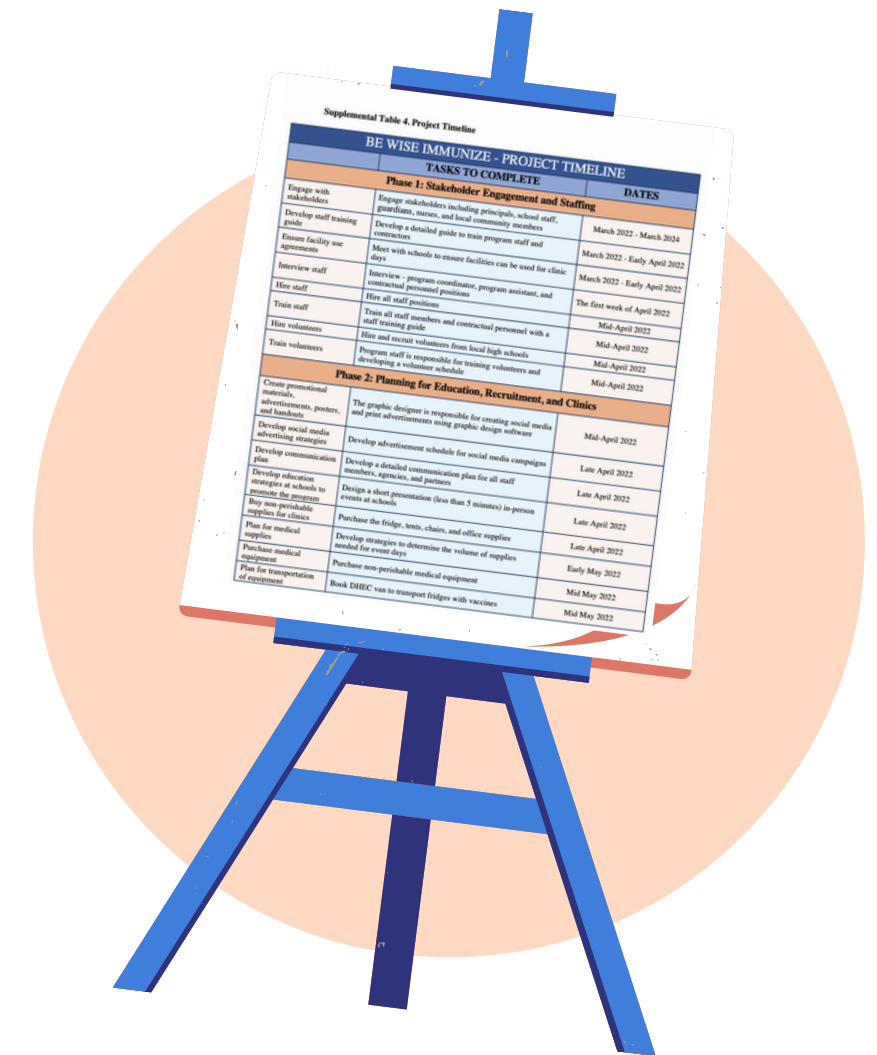 Supplemental Table 4. Project Timeline
BE WISE IMMUNIZE - PROJECT TIMELINE
TASKS TO COMPLETE
DATES
Phase 1: Stakeholder Engagement and Staffing
Engage with
stakeholders
Engage stakeholders including principals, school staff,
guardians, nurses, and local community members
March 2022 - March 2024
Develop staff training
guide
Develop a detailed guide to train program staff and
contractors
March 2022 - Early April 2022
Ensure facility use
agreements
Meet with schools to ensure facilities can be used for clinic
days
March 2022 - Early April 2022
Interview staff
Interview - program coordinator, program assistant, and
contractual personnel positions
The first week of April 2022
Hire staff
Hire all staff positions
Mid-April 2022
Train staff
Train all staff members and contractual personnel with a
staff training guide
Mid-April 2022
Hire volunteers
Hire and recruit volunteers from local high schools
Mid-April 2022
Train volunteers
Program staff is responsible for training volunteers and
developing a volunteer schedule
Mid-April 2022
Phase 2: Planning for Education, Recruitment, and Clinics
Create promotional
materials,
advertisements, posters,
and handouts
The graphic designer is responsible for creating social media
and print advertisements using graphic design software
Mid-April 2022
Develop social media
advertising strategies
Develop advertisement schedule for social media campaigns
Late April 2022
Develop communication
plan
Develop a detailed communication plan for all staff
members, agencies, and partners
Late April 2022
Develop education
strategies at schools to
promote the program
Design a short presentation (less than 5 minutes) in-person
events at schools
Late April 2022
Buy non-perishable
supplies for clinics
Purchase the fridge, tents, chairs, and office supplies
Late April 2022
Plan for medical
supplies
Develop strategies to determine the volume of supplies
needed for event days
Early May 2022
Purchase medical
equipment
Purchase non-perishable medical equipment
Mid May 2022
Plan for transportation
of equipment
Book DHEC van to transport fridges with vaccines
Mid May 2022